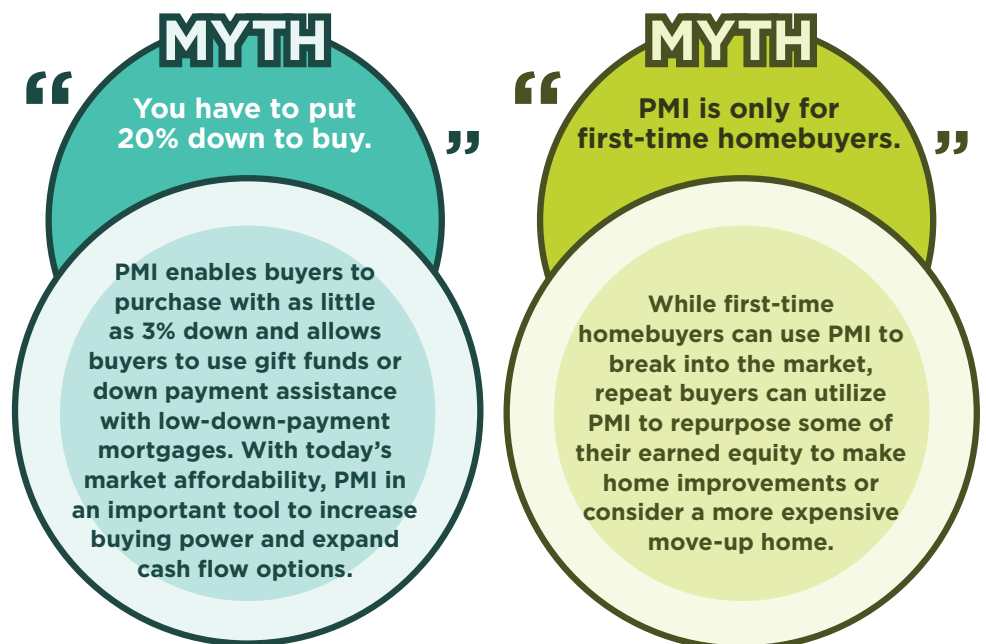 MYTH
“
You have to put
20% down to buy.
”
PMI enables buyers to
purchase with as little
as 3% down and allows
buyers to use gift funds or
down payment assistance
with low-down-payment
mortgages. With today’s
market affordability, PMI in
an important tool to increase
buying power and expand
cash flow options.
MYTH
“
PMI is only for
first-time homebuyers.
”
While first-time
homebuyers can use PMI to
break into the market,
repeat buyers can utilize
PMI to repurpose some of
their earned equity to make
home improvements or
consider a more expensive
move-up home.